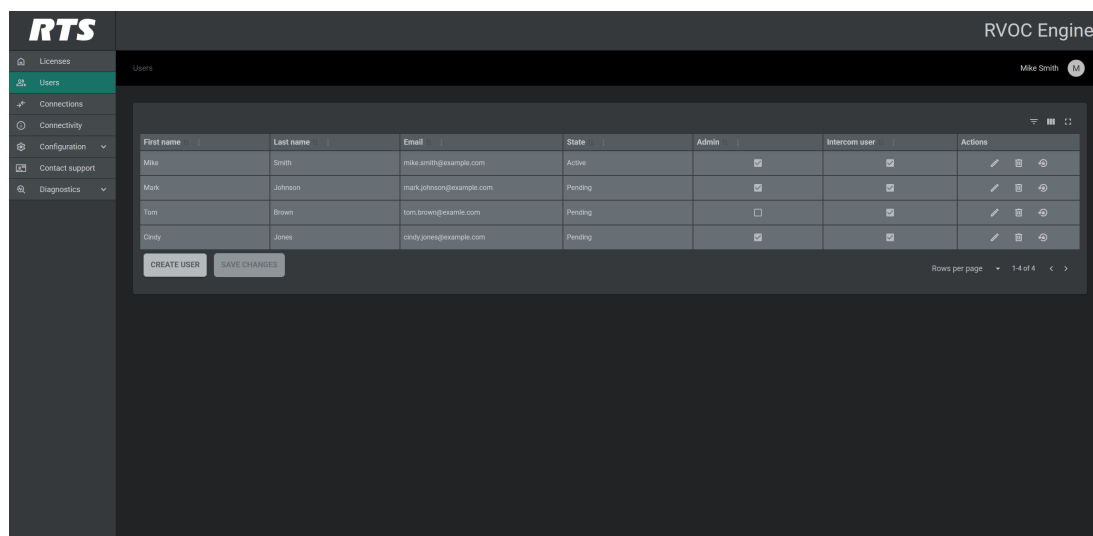 RTS
RVOC Engine
Licenses
Users
Connections
Connectivity
Configuration
Contact support
Diagnostics
Users
Mike Smith M
First name Last name Email State Admin Intercom user Actions
Mika Smith mike.smith@example.com Active
Mark Johnson mark.johnson@example.com Pending
Tom Brown tom.brown@examle.com Pending
Cindy Jones cindy.jones@example.com Pending
CREATE USER SAVE CHANGES
Rows per page 1-4 of 4